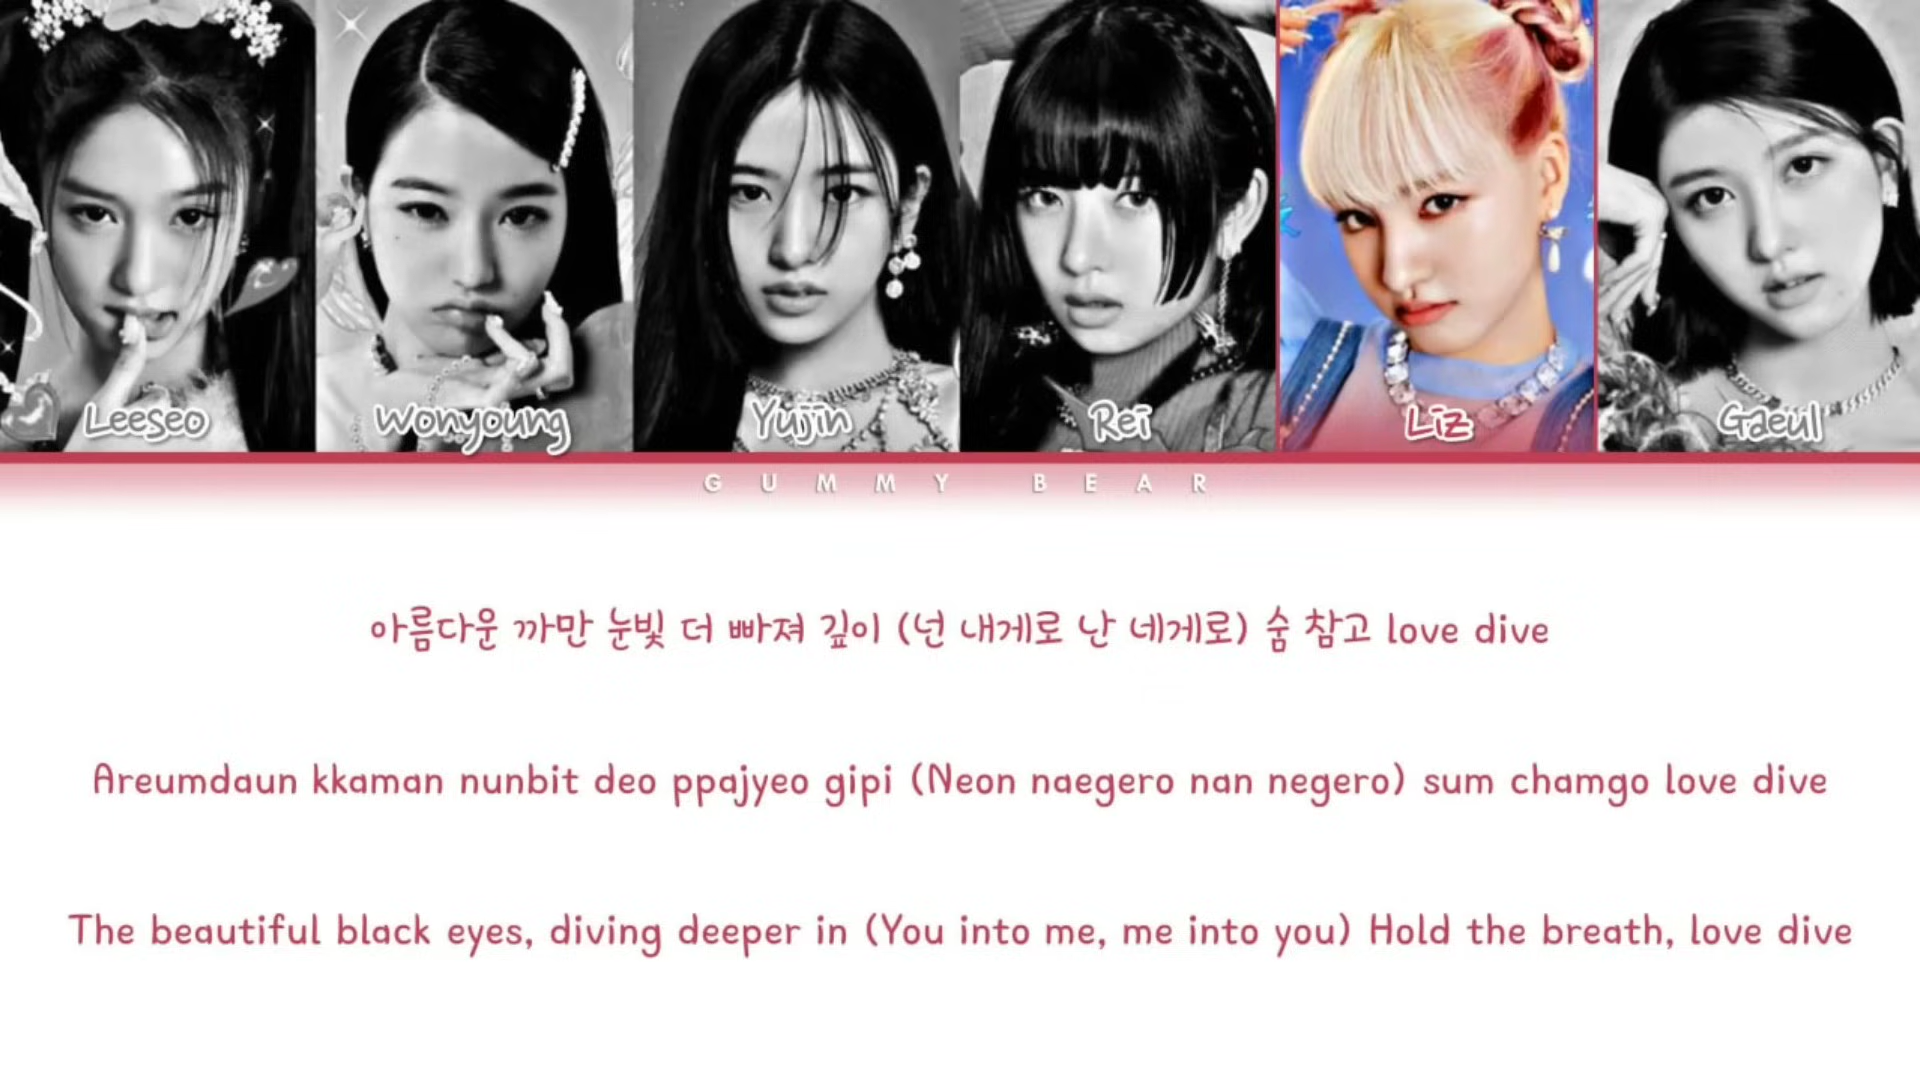 Leeseo Wonyoung Yujin Rei Liz Gaeul
GUMMY BEAR
아름다운 까만 눈빛 더 빠져 깊이 (넌 내게로 난 네게로) 숨 참고 love dive
Areumdaun kkaman nunbit deo ppajyeo gipi (Neon naegero nan negero) sum chamgo love dive
The beautiful black eyes, diving deeper in (You into me, me into you) Hold the breath, love dive